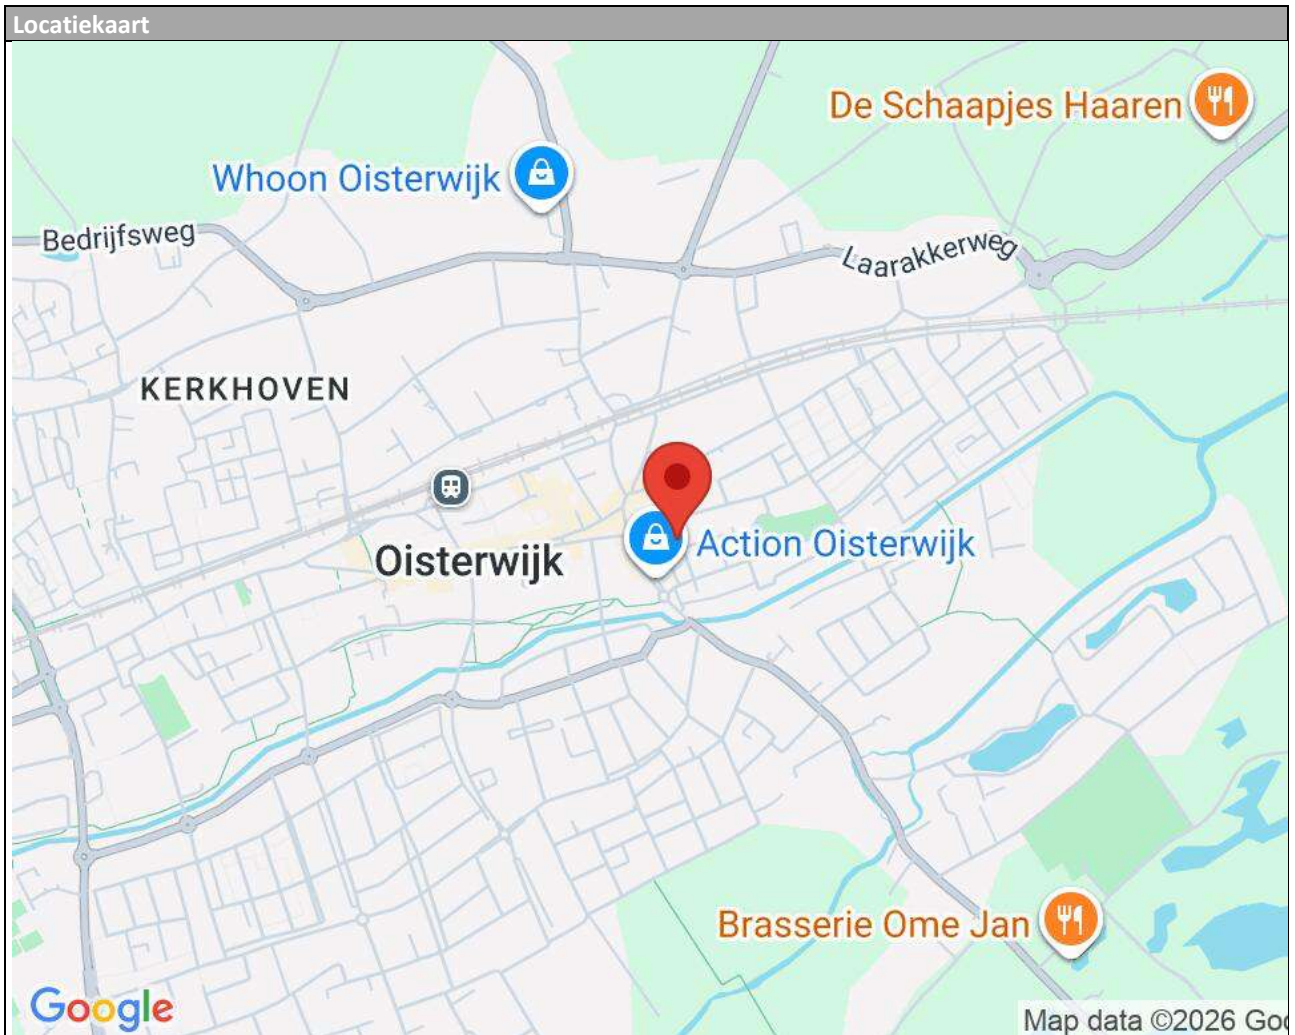 Locatiekaart
De Schaapjes Haaren
Whoon Oisterwijk
Bedrijfsweg
Laarakkerweg
KERKHOVEN
Oisterwijk
Action Oisterwijk
Brasserie Ome Jan
Google
Map data ©2026 Goo